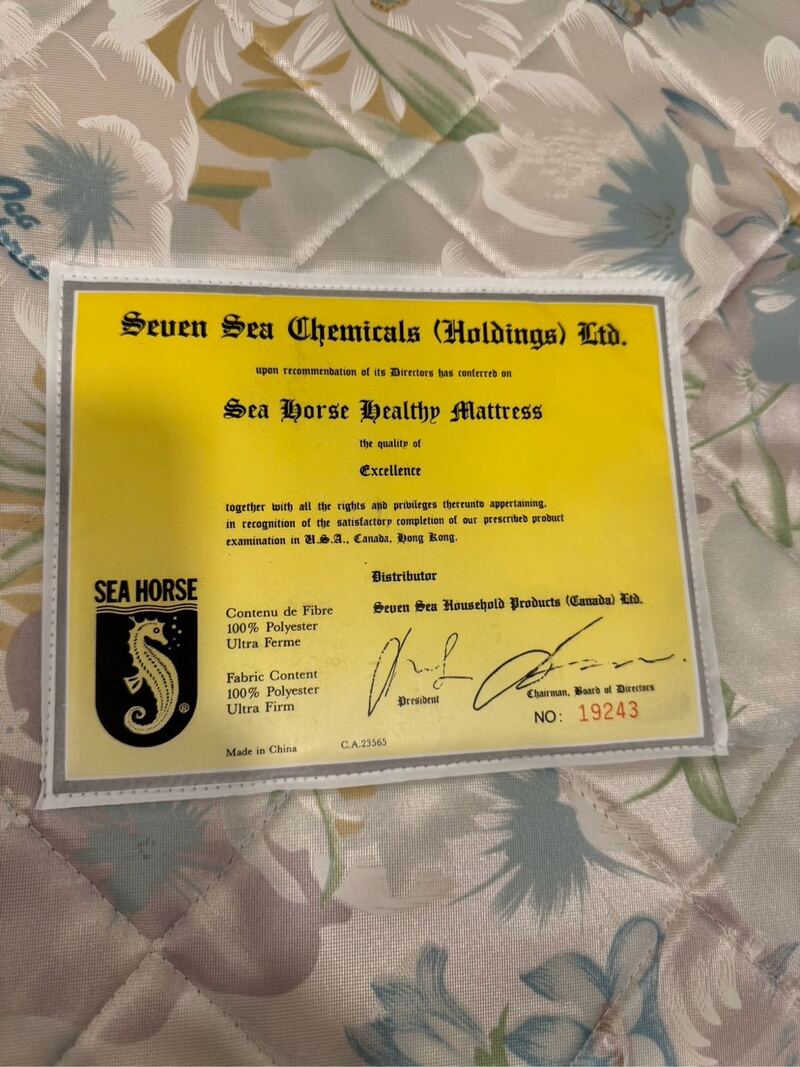 Seven Sea Chemicals (Holdings) Ltd.
upon recommendation of its Directors has conferred on
Sea Horse Healthy Mattress
the quality of
Excellence
together with all the rights and privileges thereunto appertaining,
in recognition of the satisfactory completion of our prescribed product
examination in U.S.A., Canada, Hong Kong.
Distributor
Seven Sea Household Products (Canada) Ltd.
SEA HORSE
®
Contenu de Fibre
100% Polyester
Ultra Ferme
Fabric Content
100% Polyester
Ultra Firm
President
Chairman, Board of Directors
NO: 19243
Made in China
C.A.23565